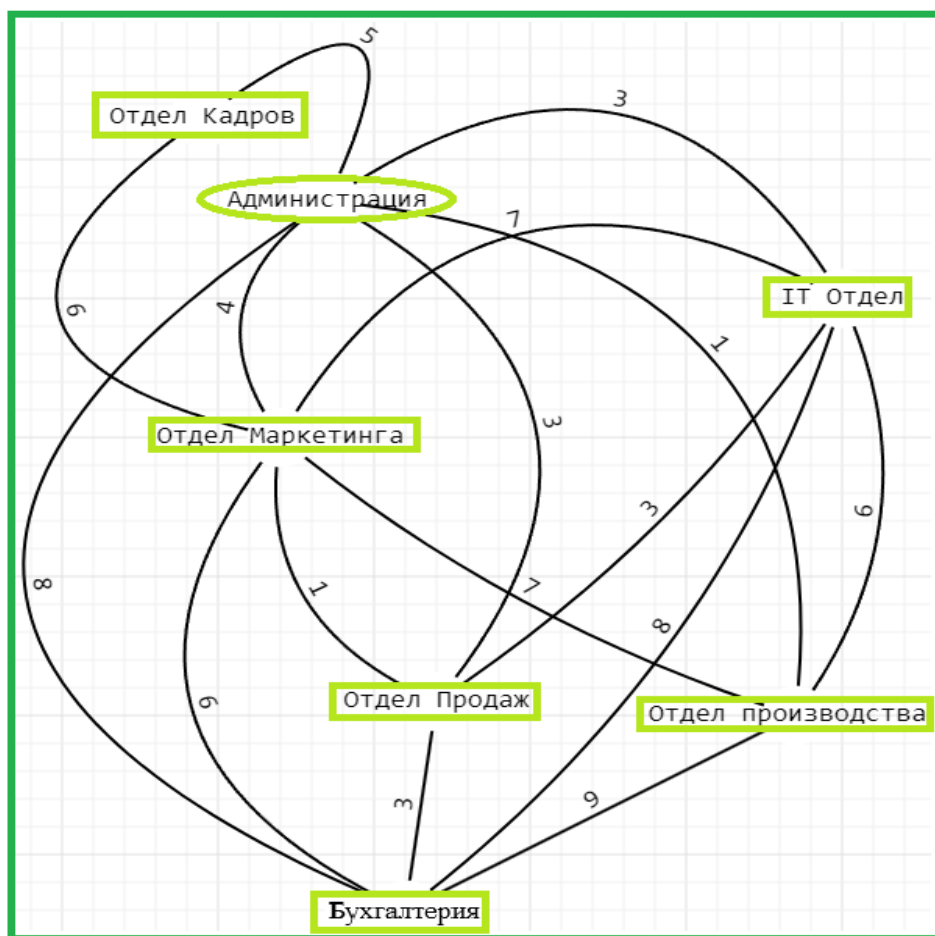 5
Отдел Кадров
3
Администрация
7
IT Отдел
6
4
1
3
Отдел Маркетинга
3
6
8
1
7
8
6
Отдел Продаж
Отдел производства
3
9
Бухгалтерия